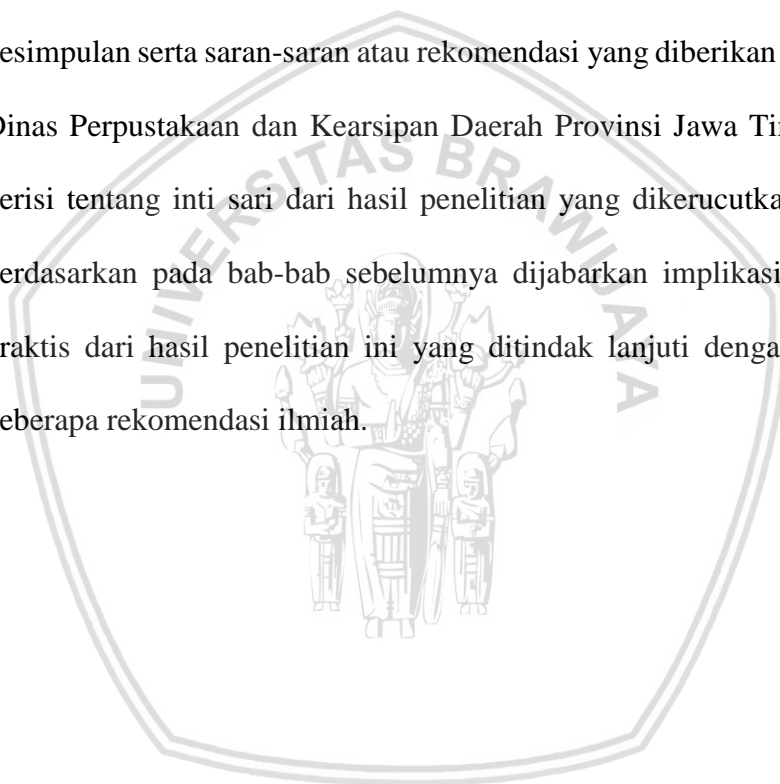 esimpulan serta saran-saran atau rekomendasi yang diberikan
Dinas Perpustakaan dan Kearsipan Daerah Provinsi Jawa Ti
erisi tentang inti sari dari hasil penelitian yang dikerucutka
erdasarkan pada bab-bab sebelumnya dijabarkan implikasi
raktis dari hasil penelitian ini yang ditindak lanjuti denga
eberapa rekomendasi ilmiah.
UNIVERSITAS BRAWIJAYA